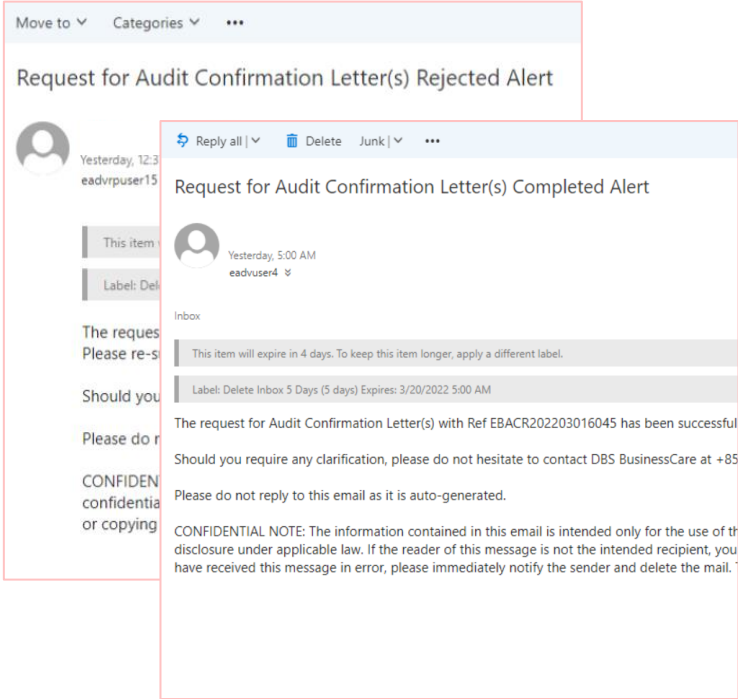 Move to Categories •••
Request for Audit Confirmation Letter(s) Rejected Alert
Yesterday, 12:3
eadvrpuser15
This item
Label: Del
The reques
Please re-s
Should you
Please do
CONFIDEN
confidentia
or copying
Reply all | Delete Junk | •••
Request for Audit Confirmation Letter(s) Completed Alert
Yesterday, 5:00 AM
eadvuser4
Inbox
This item will expire in 4 days. To keep this item longer, apply a different label.
Label: Delete Inbox 5 Days (5 days) Expires: 3/20/2022 5:00 AM
The request for Audit Confirmation Letter(s) with Ref EBACR202203016045 has been successful
Should you require any clarification, please do not hesitate to contact DBS BusinessCare at +85
Please do not reply to this email as it is auto-generated.
CONFIDENTIAL NOTE: The information contained in this email is intended only for the use of th
disclosure under applicable law. If the reader of this message is not the intended recipient, you
have received this message in error, please immediately notify the sender and delete the mail.